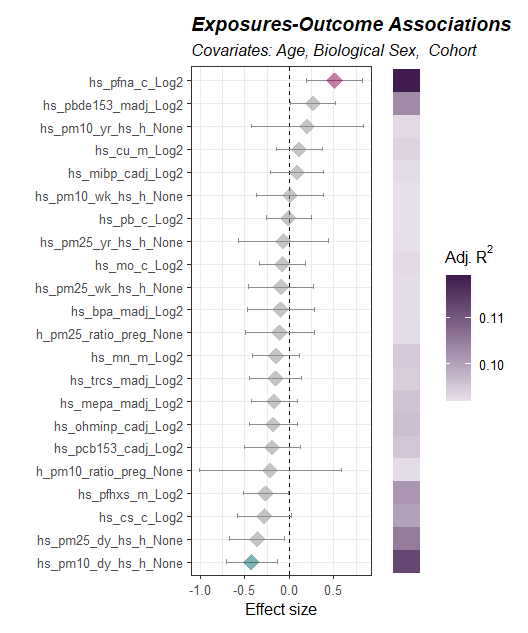 Exposures-Outcome Associations
Covariates: Age, Biological Sex,  Cohort
hs_pfna_c_Log2
hs_pbde153_madj_Log2
hs_pm10_yr_hs_h_None
hs_cu_m_Log2
hs_mibp_cadj_Log2
hs_pm10_wk_hs_h_None
hs_pb_c_Log2
hs_pm25_yr_hs_h_None
hs_mo_c_Log2
hs_pm25_wk_hs_h_None
hs_bpa_madj_Log2
h_pm25_ratio_preg_None
hs_mn_m_Log2
hs_trcs_madj_Log2
hs_mepa_madj_Log2
hs_ohminp_cadj_Log2
hs_pcb153_cadj_Log2
h_pm10_ratio_preg_None
hs_pfhxs_m_Log2
hs_cs_c_Log2
hs_pm25_dy_hs_h_None
hs_pm10_dy_hs_h_None
-1.0 -0.5 0.0 0.5
Effect size
Adj. R²
0.11
0.10